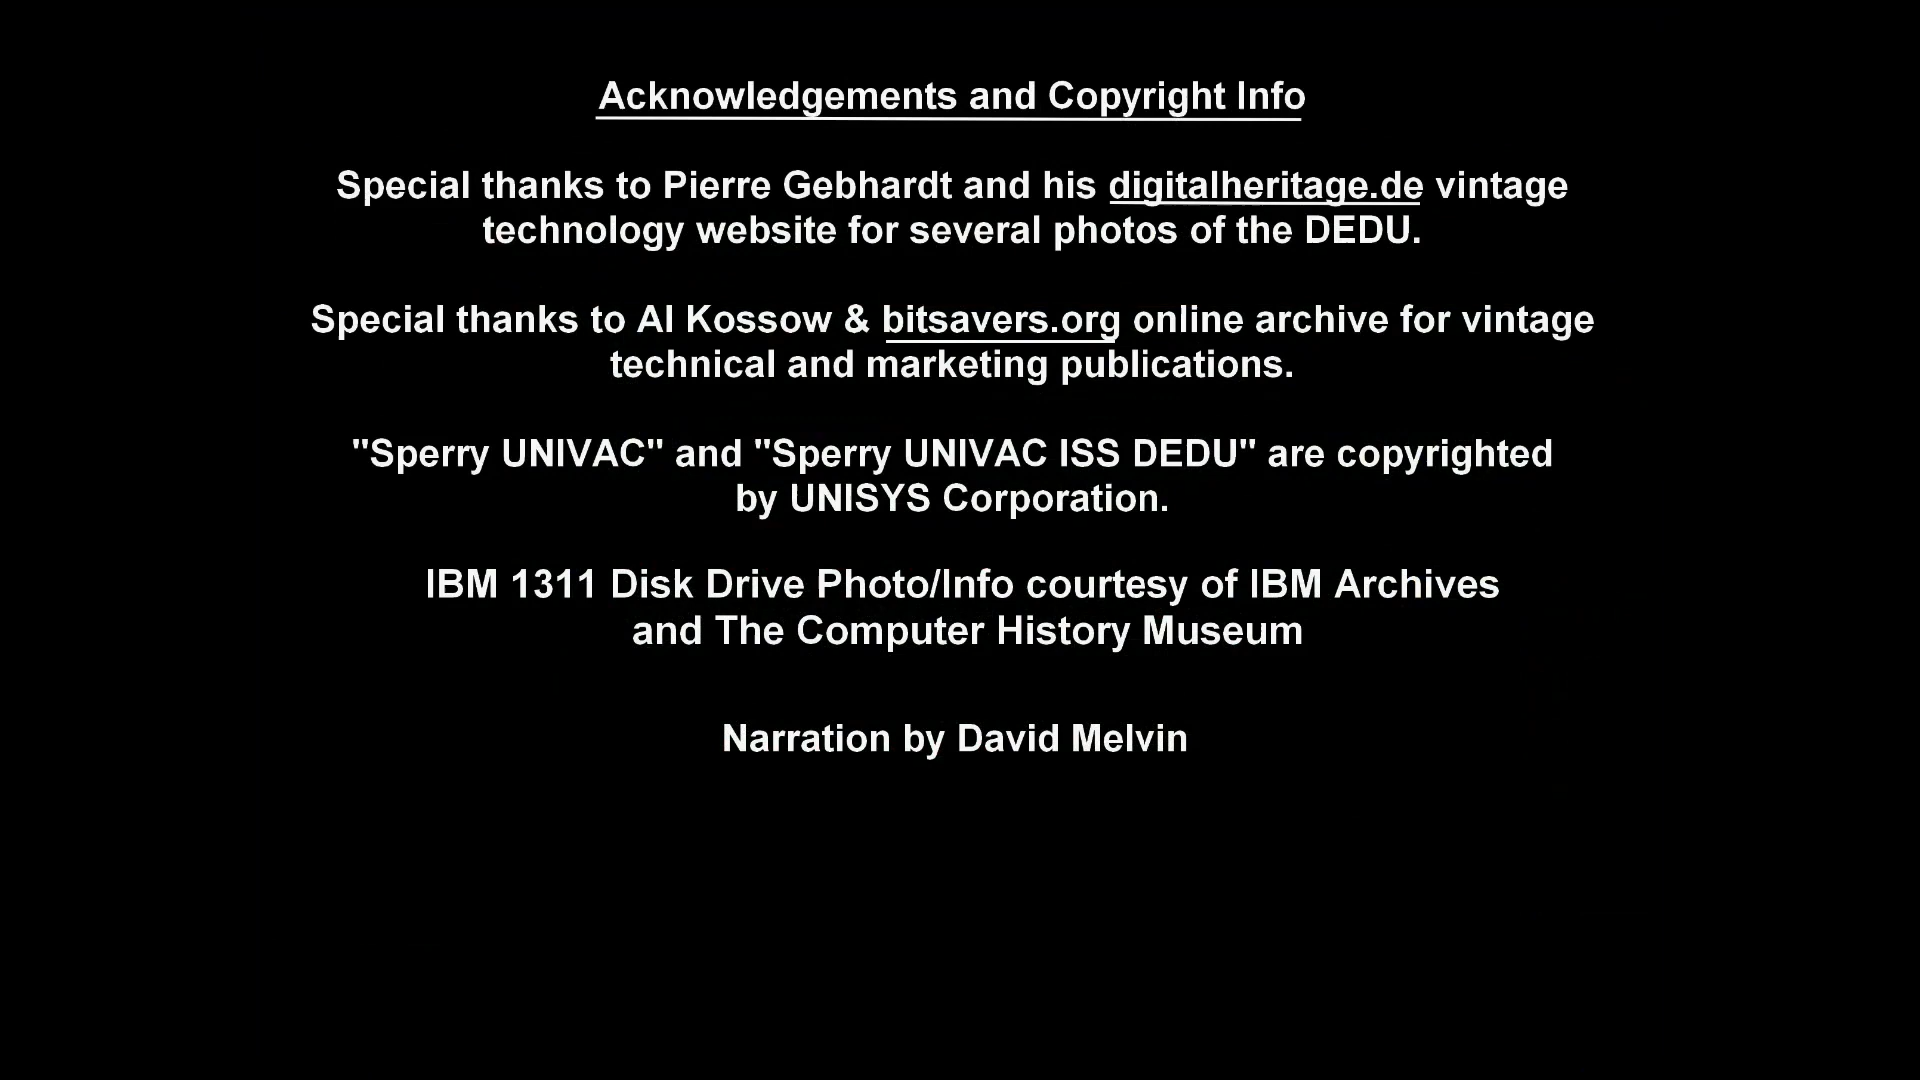 Acknowledgements and Copyright Info
Special thanks to Pierre Gebhardt and his digitalheritage.de vintage
technology website for several photos of the DEDU.
Special thanks to Al Kossow & bitsavers.org online archive for vintage
technical and marketing publications.
"Sperry UNIVAC" and "Sperry UNIVAC ISS DEDU" are copyrighted
by UNISYS Corporation.
IBM 1311 Disk Drive Photo/Info courtesy of IBM Archives
and The Computer History Museum
Narration by David Melvin